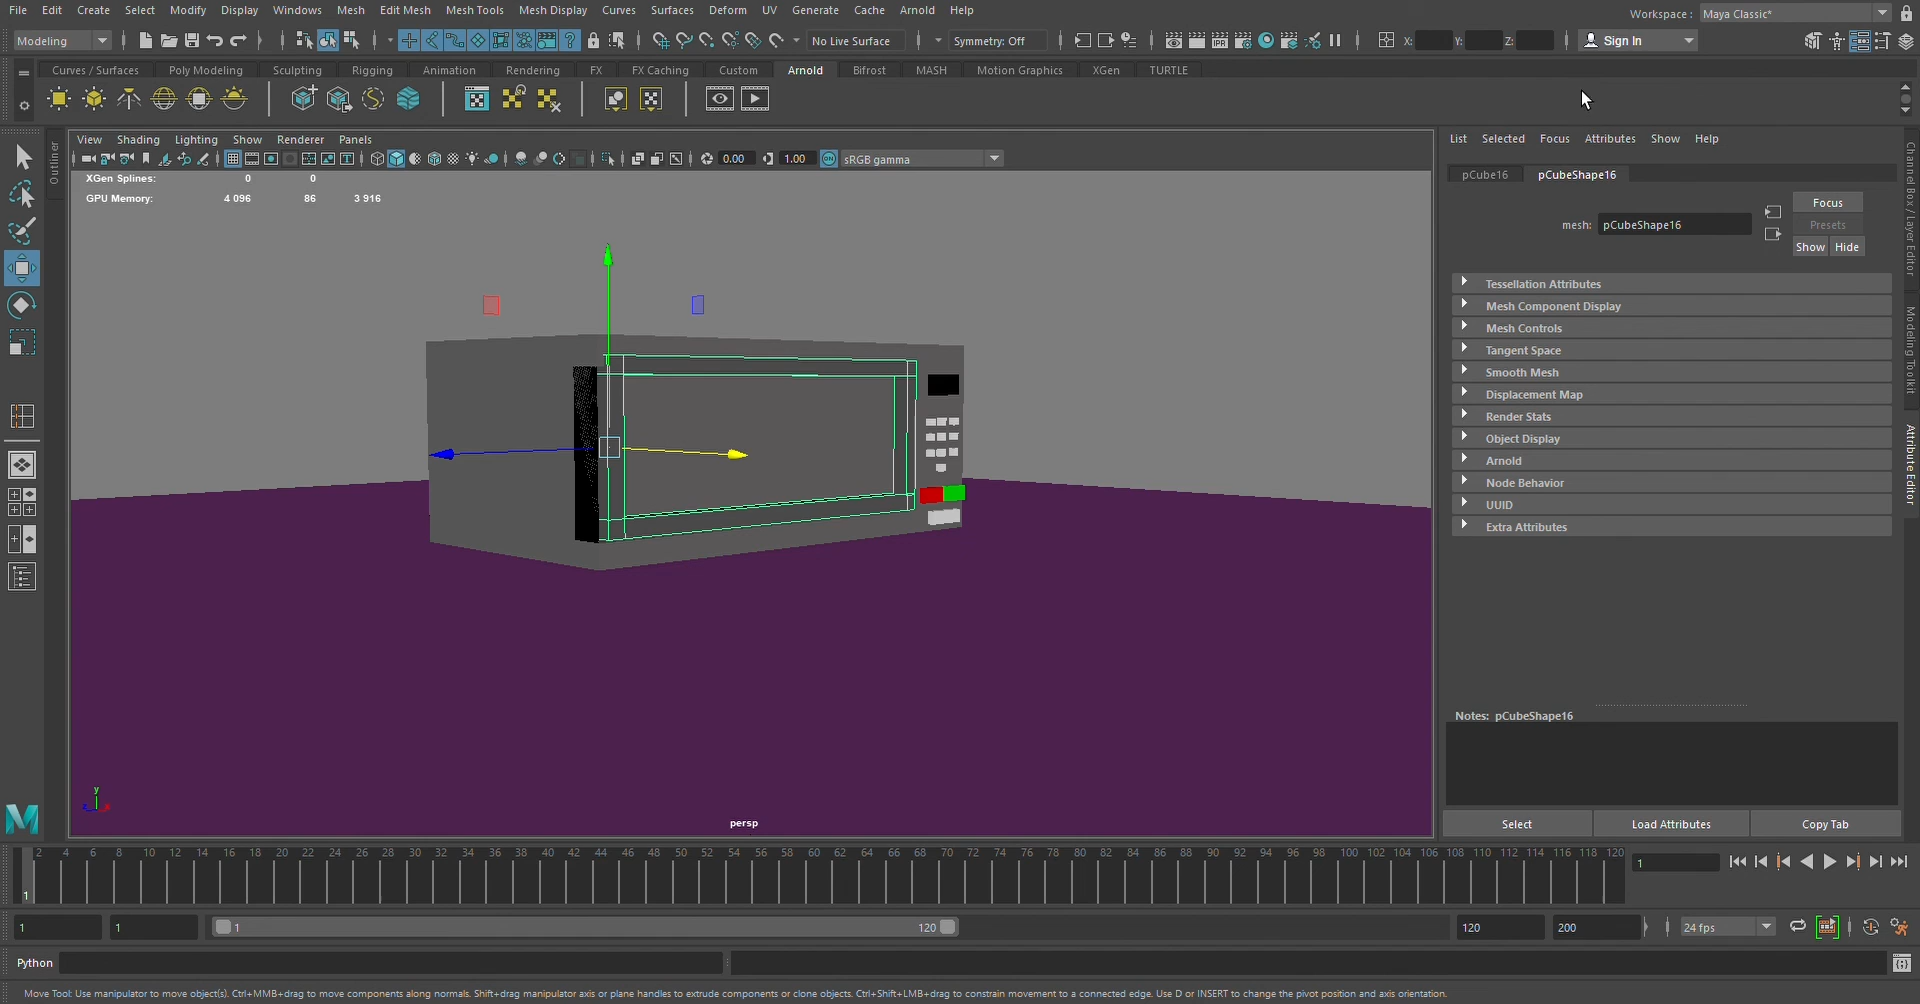 File Edit Create Select Modify Display Windows Mesh Edit Mesh Mesh Tools Mesh Display Curves Surfaces Deform UV Generate Cache Arnold Help
Workspace : Maya Classic*
Modeling No Live Surface Symmetry: Off X: Y: Z: Sign In
Curves / Surfaces Poly Modeling Sculpting Rigging Animation Rendering FX FX Caching Custom Arnold Bifrost MASH Motion Graphics XGen TURTLE
IPR
View Shading Lighting Show Renderer Panels
0.00 1.00 ON sRGB gamma
Outliner
XGen Splines: 0 0
GPU Memory: 4 096 86 3 916
y
z x
persp
List Selected Focus Attributes Show Help
pCube16 pCubeShape16
mesh: pCubeShape16
Focus
Presets
Show Hide
Tessellation Attributes
Mesh Component Display
Mesh Controls
Tangent Space
Smooth Mesh
Displacement Map
Render Stats
Object Display
Arnold
Node Behavior
UUID
Extra Attributes
Notes: pCubeShape16
Select Load Attributes Copy Tab
Channel Box / Layer Editor
Modeling Toolkit
Attribute Editor
2 4 6 8 10 12 14 16 18 20 22 24 26 28 30 32 34 36 38 40 42 44 46 48 50 52 54 56 58 60 62 64 66 68 70 72 74 76 78 80 82 84 86 88 90 92 94 96 98 100 102 104 106 108 110 112 114 116 118 120
1
1
1 1 1 120 120 200 24 fps
Python
Move Tool: Use manipulator to move object(s). Ctrl+MMB+drag to move components along normals. Shift+drag manipulator axis or plane handles to extrude components or clone objects. Ctrl+Shift+LMB+drag to constrain movement to a connected edge. Use D or INSERT to change the pivot position and axis orientation.